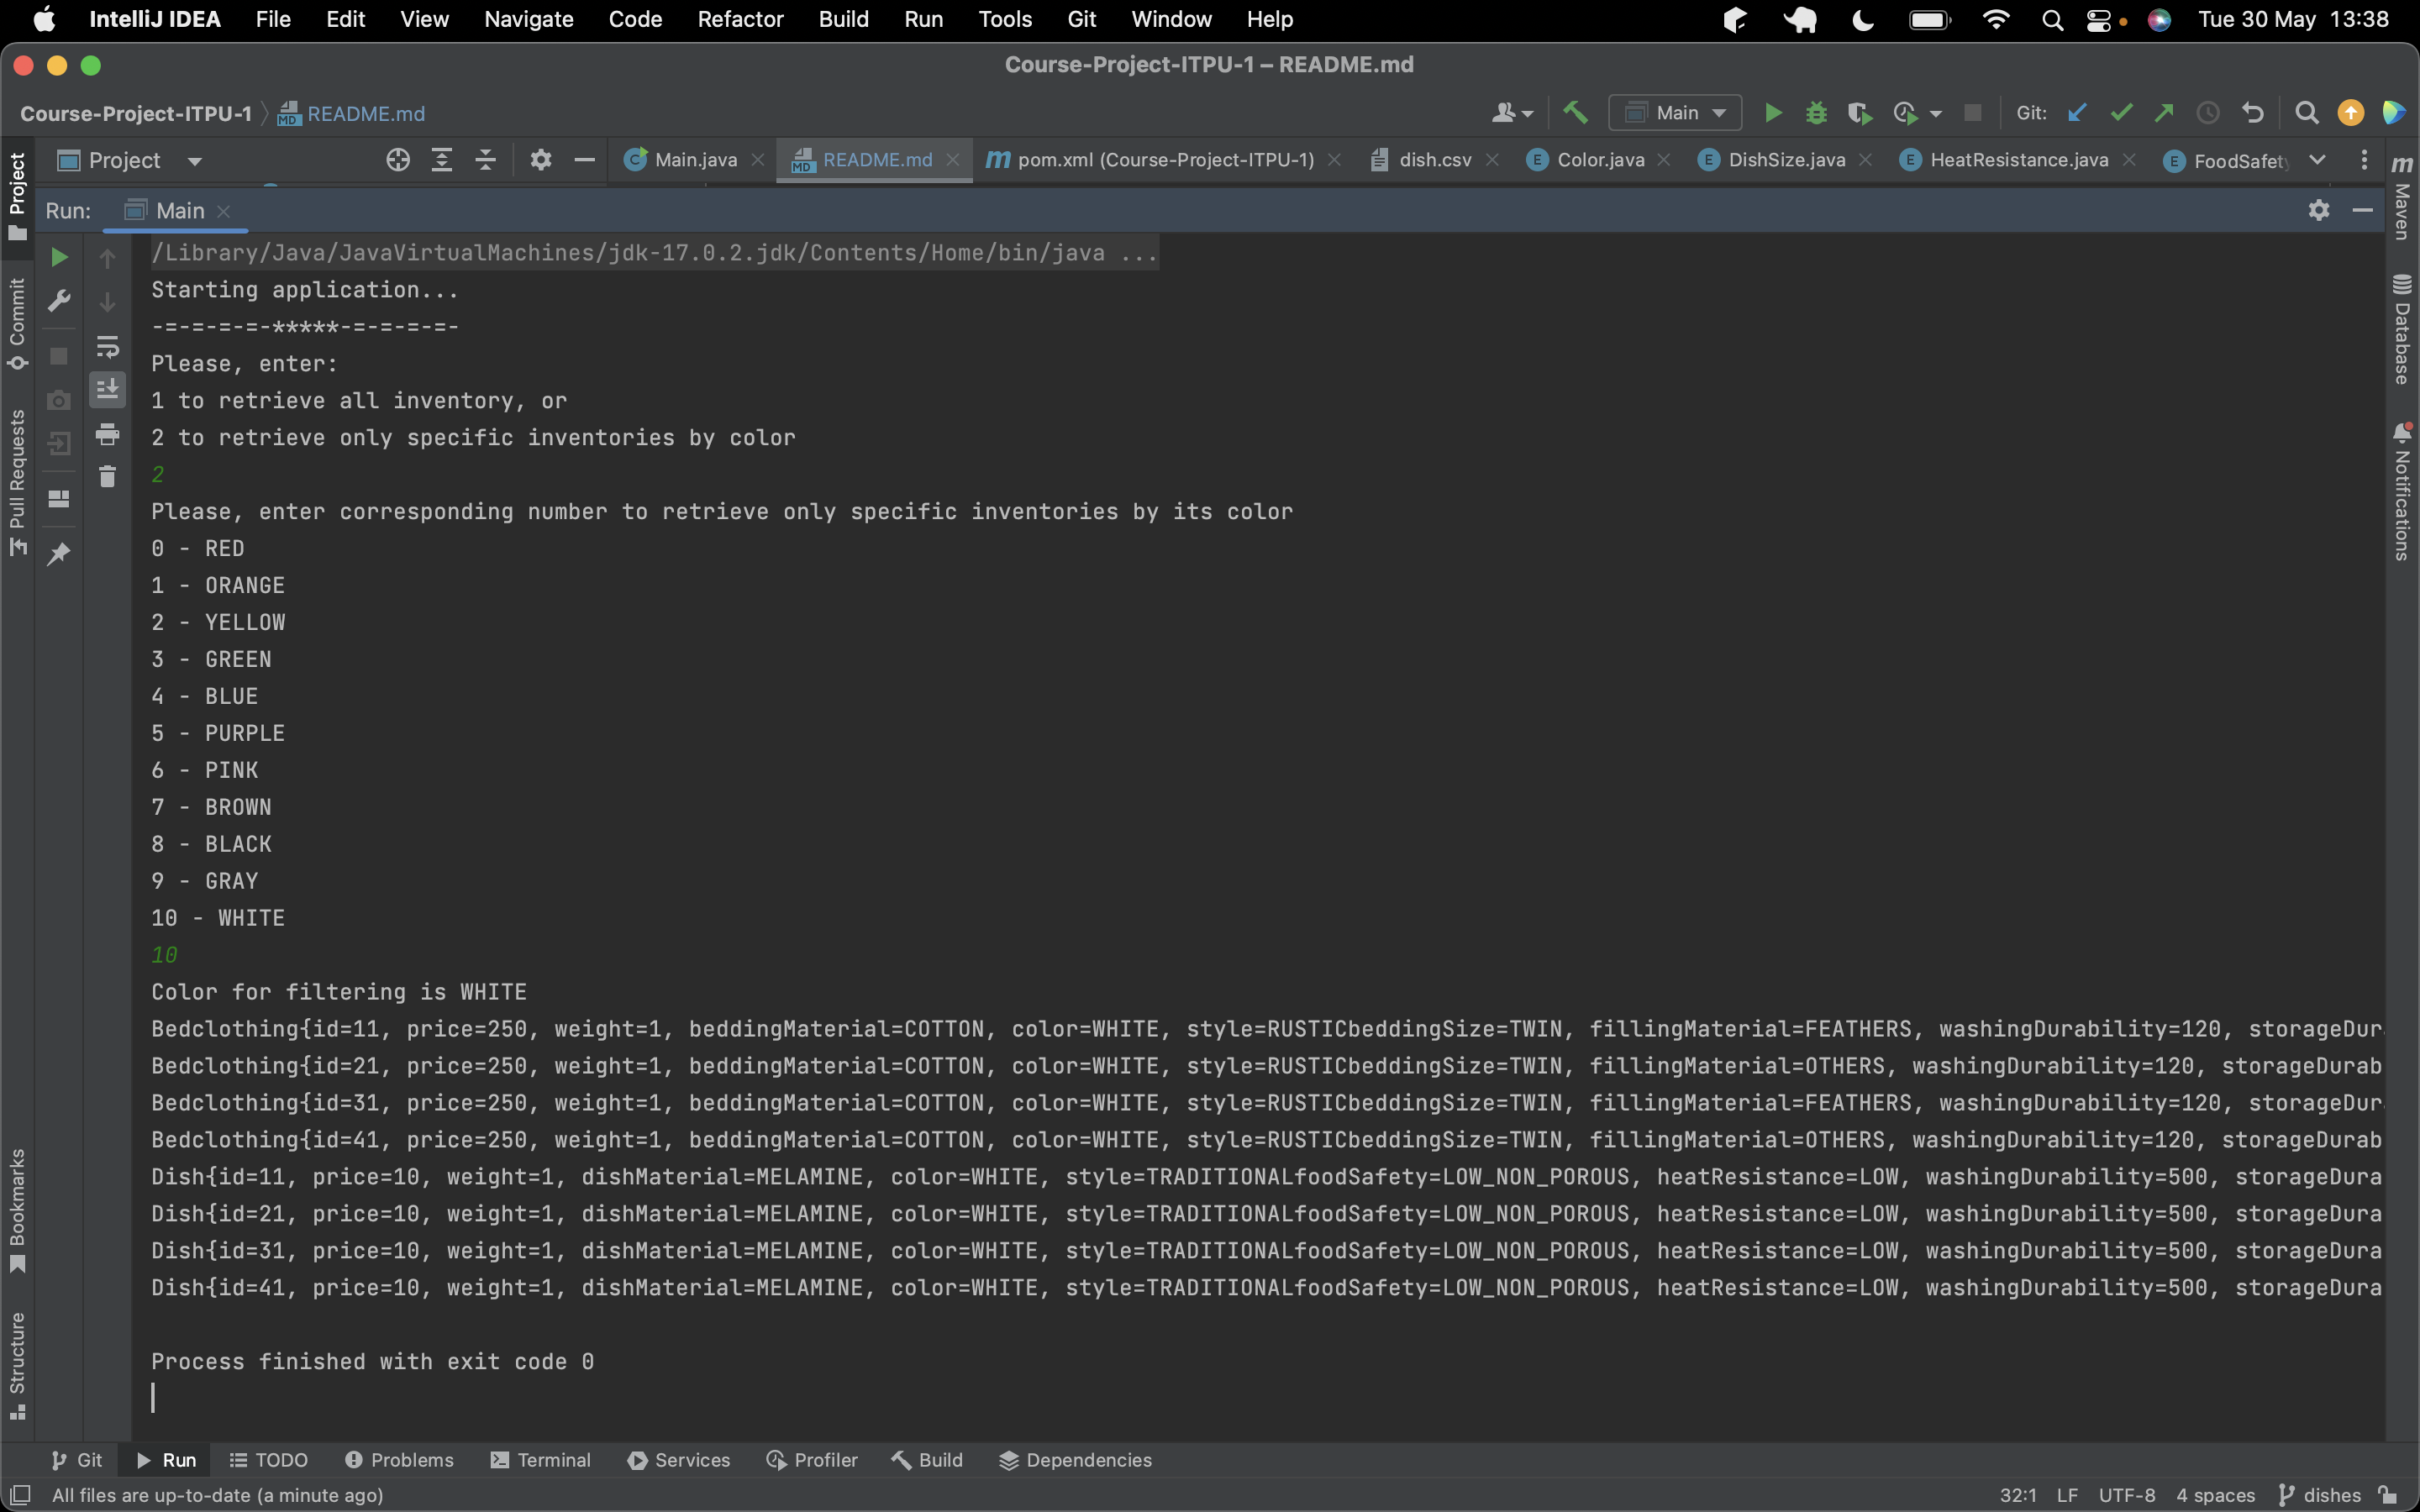 IntelliJ IDEA File Edit View Navigate Code Refactor Build Run Tools Git Window Help Tue 30 May 13:38
Course-Project-ITPU-1 – README.md
Course-Project-ITPU-1 README.md Main Git:
Project Main.java README.md pom.xml (Course-Project-ITPU-1) dish.csv Color.java DishSize.java HeatResistance.java FoodSafety
Run: Main
/Library/Java/JavaVirtualMachines/jdk-17.0.2.jdk/Contents/Home/bin/java ...
Starting application...
-=-=-=-=-*****-=-=-=-=-
Please, enter:
1 to retrieve all inventory, or
2 to retrieve only specific inventories by color
2
Please, enter corresponding number to retrieve only specific inventories by its color
0 - RED
1 - ORANGE
2 - YELLOW
3 - GREEN
4 - BLUE
5 - PURPLE
6 - PINK
7 - BROWN
8 - BLACK
9 - GRAY
10 - WHITE
10
Color for filtering is WHITE
Bedclothing{id=11, price=250, weight=1, beddingMaterial=COTTON, color=WHITE, style=RUSTICbeddingSize=TWIN, fillingMaterial=FEATHERS, washingDurability=120, storageDur
Bedclothing{id=21, price=250, weight=1, beddingMaterial=COTTON, color=WHITE, style=RUSTICbeddingSize=TWIN, fillingMaterial=OTHERS, washingDurability=120, storageDurab
Bedclothing{id=31, price=250, weight=1, beddingMaterial=COTTON, color=WHITE, style=RUSTICbeddingSize=TWIN, fillingMaterial=FEATHERS, washingDurability=120, storageDur
Bedclothing{id=41, price=250, weight=1, beddingMaterial=COTTON, color=WHITE, style=RUSTICbeddingSize=TWIN, fillingMaterial=OTHERS, washingDurability=120, storageDurab
Dish{id=11, price=10, weight=1, dishMaterial=MELAMINE, color=WHITE, style=TRADITIONALfoodSafety=LOW_NON_POROUS, heatResistance=LOW, washingDurability=500, storageDura
Dish{id=21, price=10, weight=1, dishMaterial=MELAMINE, color=WHITE, style=TRADITIONALfoodSafety=LOW_NON_POROUS, heatResistance=LOW, washingDurability=500, storageDura
Dish{id=31, price=10, weight=1, dishMaterial=MELAMINE, color=WHITE, style=TRADITIONALfoodSafety=LOW_NON_POROUS, heatResistance=LOW, washingDurability=500, storageDura
Dish{id=41, price=10, weight=1, dishMaterial=MELAMINE, color=WHITE, style=TRADITIONALfoodSafety=LOW_NON_POROUS, heatResistance=LOW, washingDurability=500, storageDura
Process finished with exit code 0
Project
Commit
Pull Requests
Bookmarks
Structure
Maven
Database
Notifications
Git Run TODO Problems Terminal Services Profiler Build Dependencies
All files are up-to-date (a minute ago) 32:1 LF UTF-8 4 spaces dishes